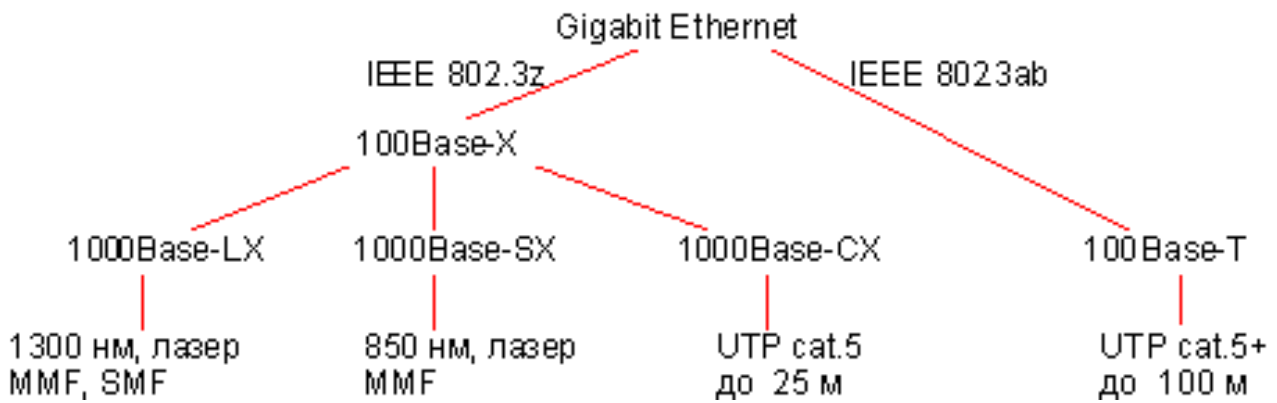 Gigabit Ethernet
IEEE 802.3z
IEEE 8023ab
100Base-X
1000Base-LX
1000Base-SX
1000Base-CX
100Base-T
1300 нм, лазер
MMF, SMF
850 нм, лазер
MMF
UTP cat.5
до 25 м
UTP cat.5+
до 100 м